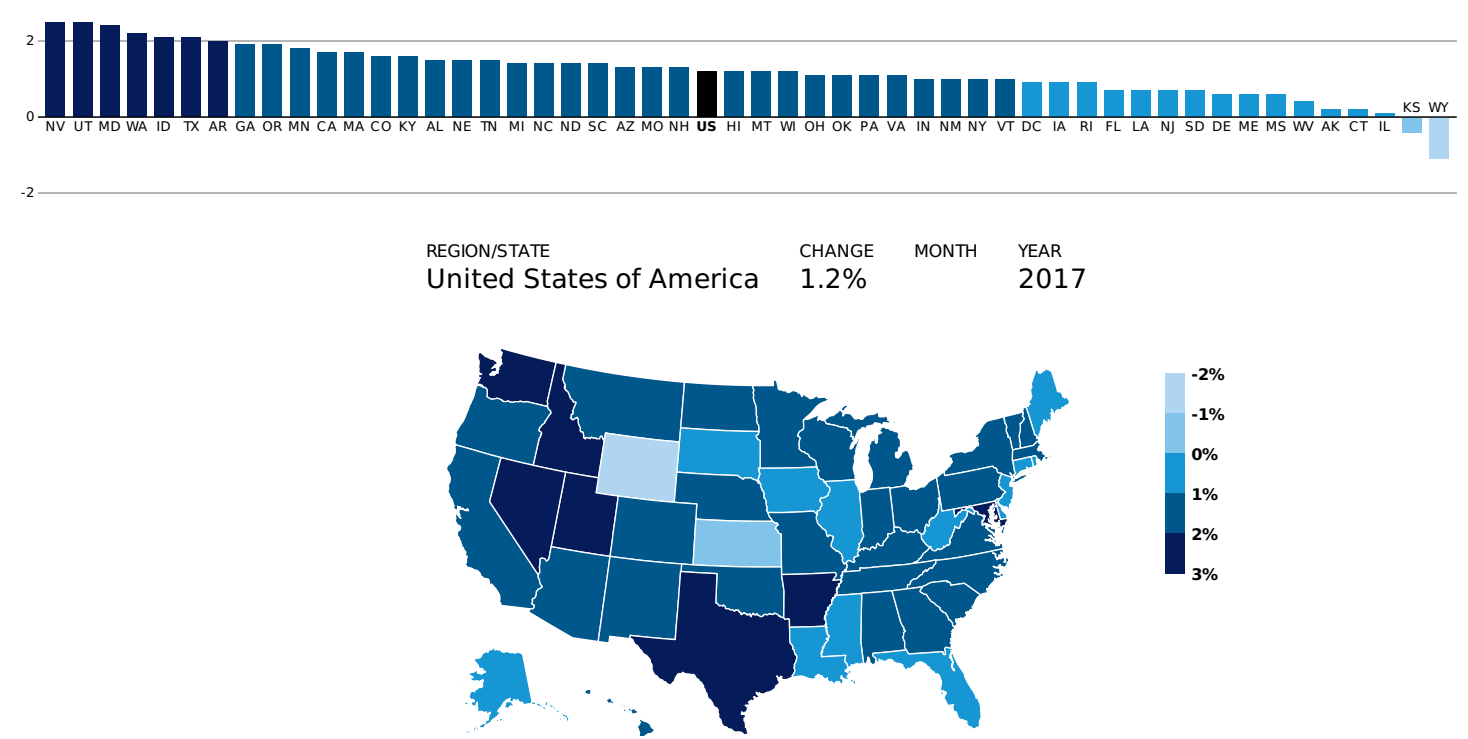 2
KS WY
0
NV UT MD WA ID TX AR GA OR MN CA MA CO KY AL NE TN MI NC ND SC AZ MO NH US HI MT WI OH OK PA VA IN NM NY VT DC IA RI FL LA NJ SD DE ME MS WV AK CT IL
-2
REGION/STATE CHANGE MONTH YEAR
United States of America 1.2% 2017
-2%
-1%
0%
1%
2%
3%